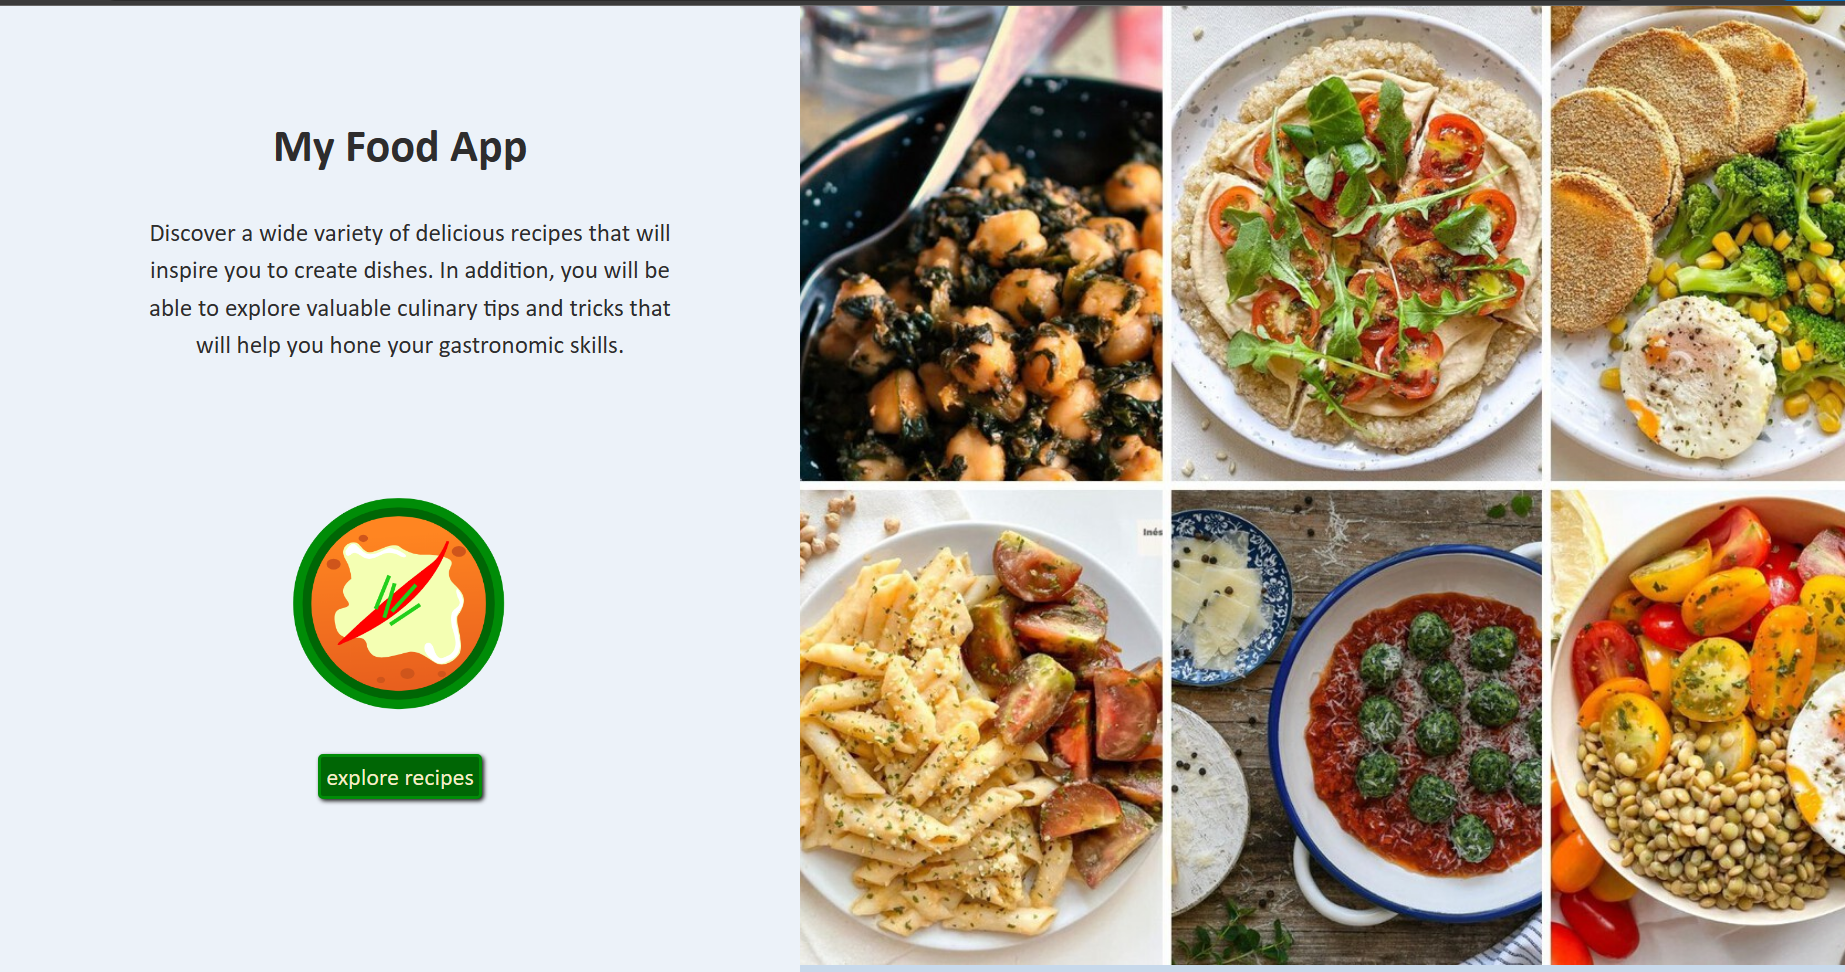 My Food App
Discover a wide variety of delicious recipes that will
inspire you to create dishes. In addition, you will be
able to explore valuable culinary tips and tricks that
will help you hone your gastronomic skills.
Inés
explore recipes